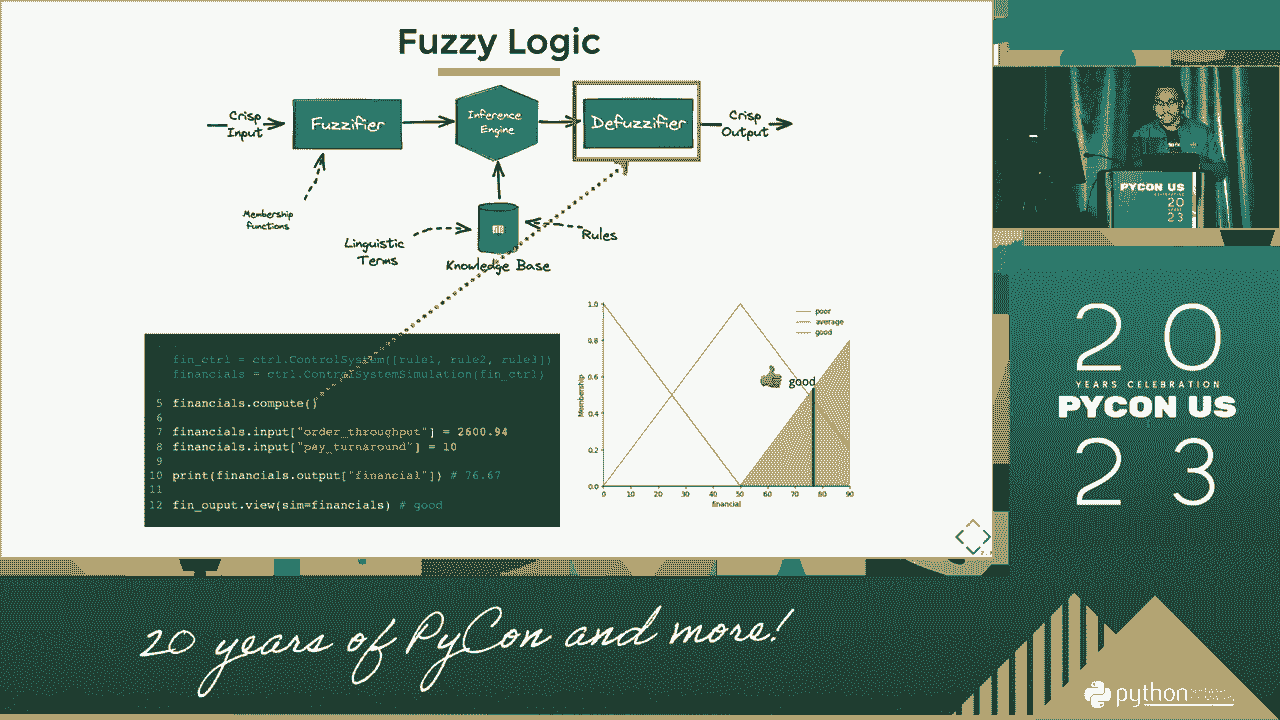 Fuzzy Logic
Crisp
Input
Fuzzifier
Inference
Engine
Defuzzifier
Crisp
Output
Membership
functions
Linguistic
Terms
Rules
Knowledge Base
fin_ctrl = ctrl.ControlSystem([rule1, rule2, rule3])
financials = ctrl.ControlSystemSimulation(fin_ctrl)
5 financials.compute()
6
7 financials.input["order_throughput"] = 2600.94
8 financials.input["pay_turnaround"] = 10
9
10 print(financials.output["financial"]) # 76.67
11
12 fin_ouput.view(sim=financials) # good
1.0
0.8
0.6
0.4
0.2
0.0
Membership
0 10 20 30 40 50 60 70 80 90
financial
poor
average
good
good
PYCON US
20
23
20
YEARS CELEBRATION
PYCON US
23
20 years of PyCon and more!
python